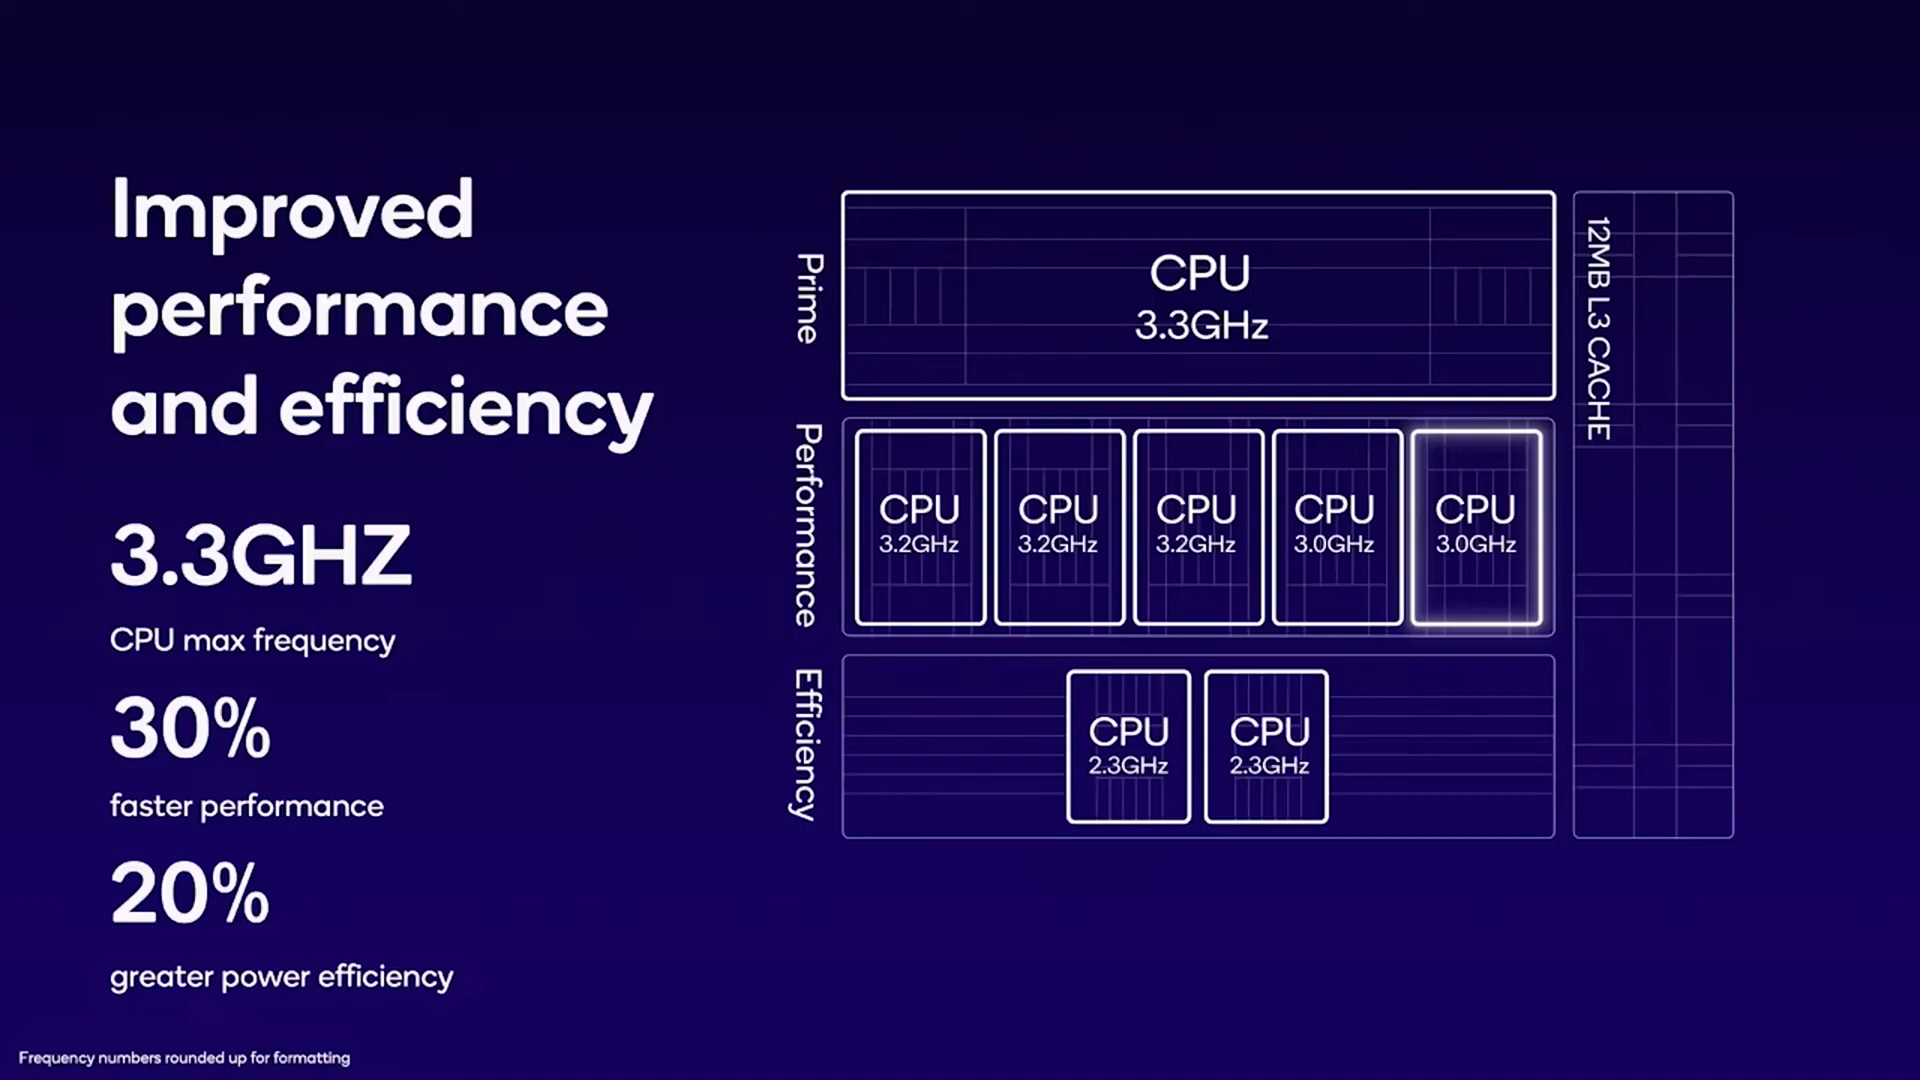 Improved
performance
and efficiency
3.3GHZ
CPU max frequency
30%
faster performance
20%
greater power efficiency
Frequency numbers rounded up for formatting
Prime
CPU
3.3GHz
Performance
CPU
3.2GHz
CPU
3.2GHz
CPU
3.2GHz
CPU
3.0GHz
CPU
3.0GHz
Efficiency
CPU
2.3GHz
CPU
2.3GHz
12MB L3 CACHE